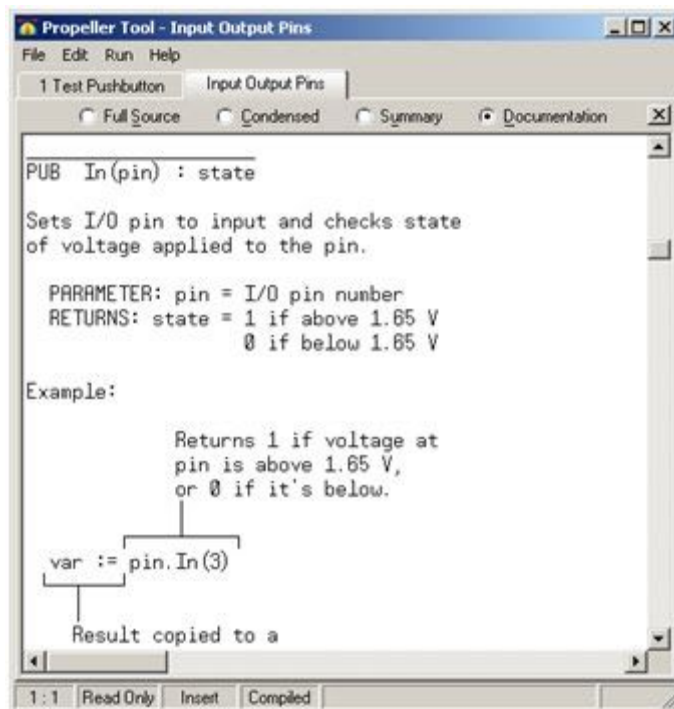 Propeller Tool - Input Output Pins
File Edit Run Help
1 Test Pushbutton Input Output Pins
Full Source Condensed Summary Documentation
PUB In(pin) : state
Sets I/O pin to input and checks state
of voltage applied to the pin.
PARAMETER: pin = I/O pin number
RETURNS: state = 1 if above 1.65 V
0 if below 1.65 V
Example:
Returns 1 if voltage at
pin is above 1.65 V,
or 0 if it's below.
var := pin.In(3)
Result copied to a
1 : 1 Read Only Insert Compiled